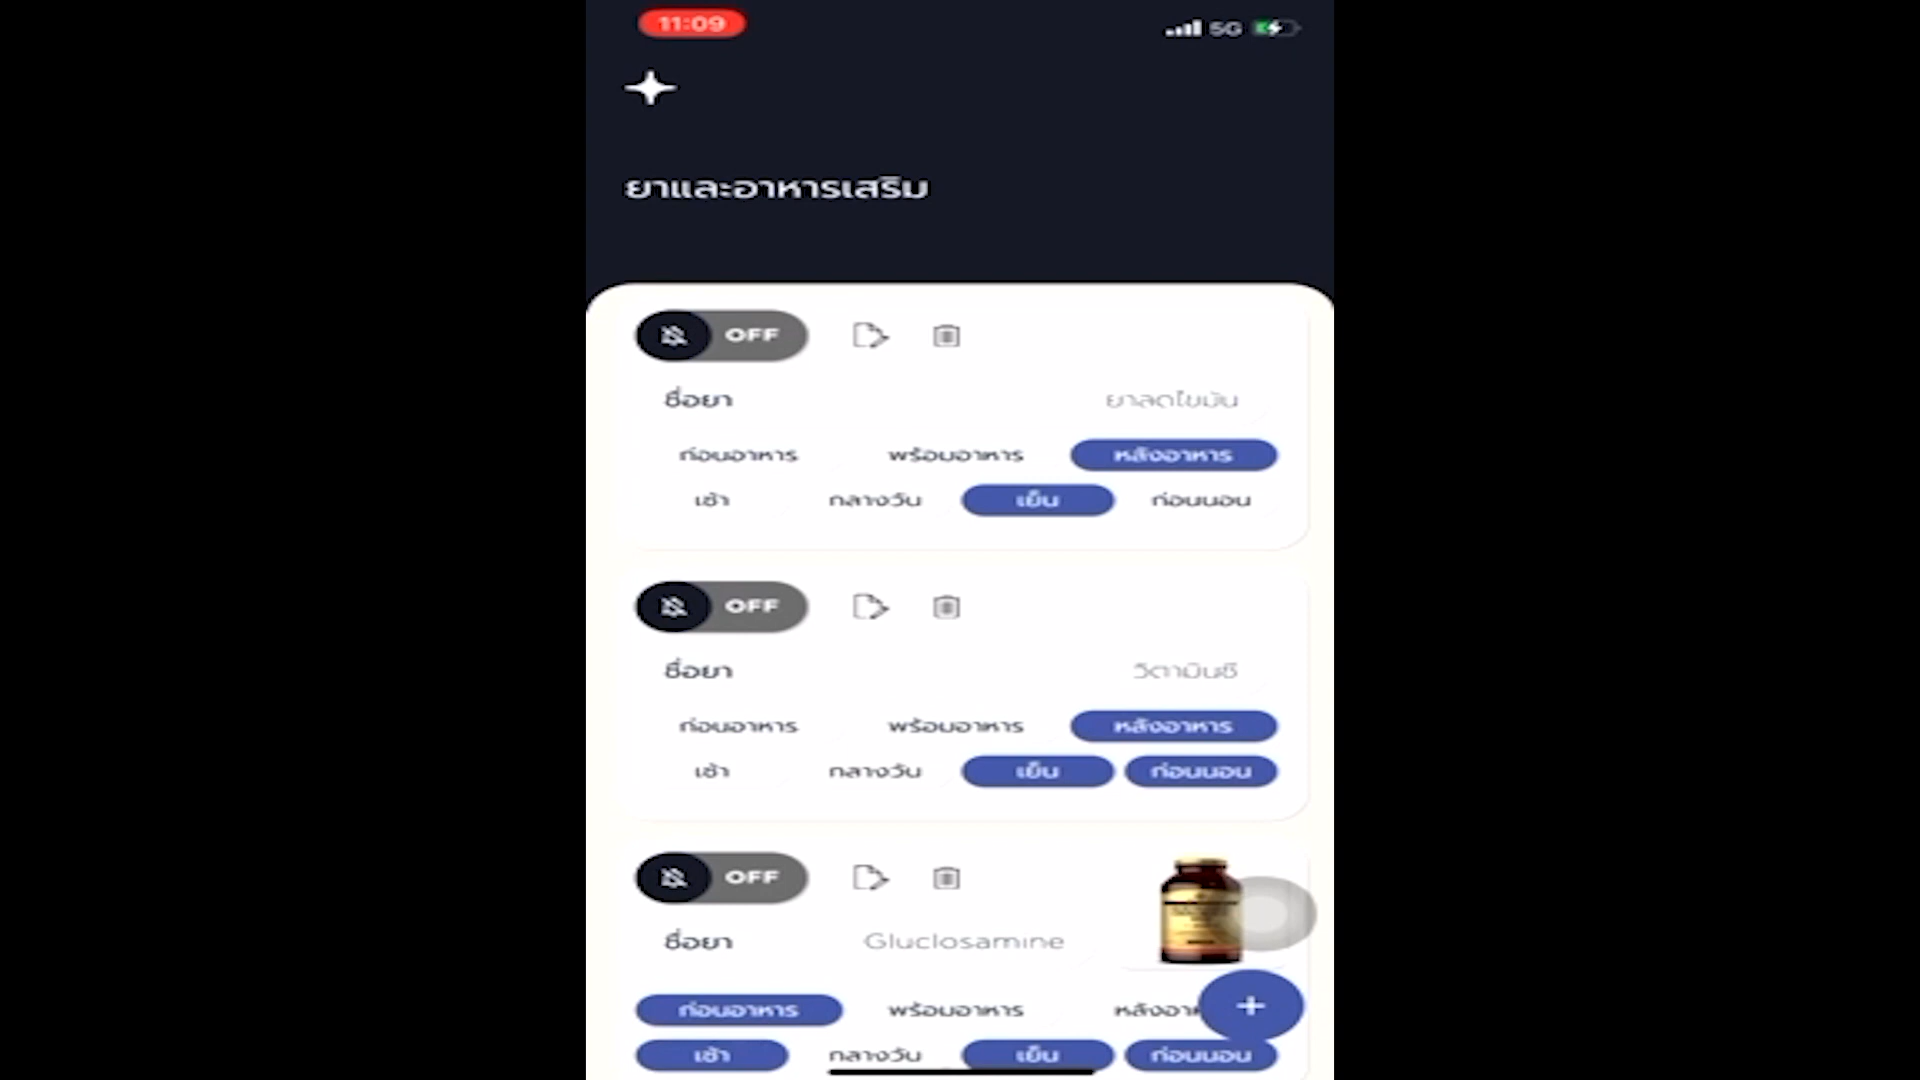 11:09 5G
ยาและอาหารเสริม
OFF
ชื่อยา ยาลดไขมัน
ก่อนอาหาร พร้อมอาหาร หลังอาหาร
เช้า กลางวัน เย็น ก่อนนอน
OFF
ชื่อยา วิตามินซี
ก่อนอาหาร พร้อมอาหาร หลังอาหาร
เช้า กลางวัน เย็น ก่อนนอน
OFF
ชื่อยา Gluclosamine
ก่อนอาหาร พร้อมอาหาร
เช้า กลางวัน เย็น ก่อนนอน